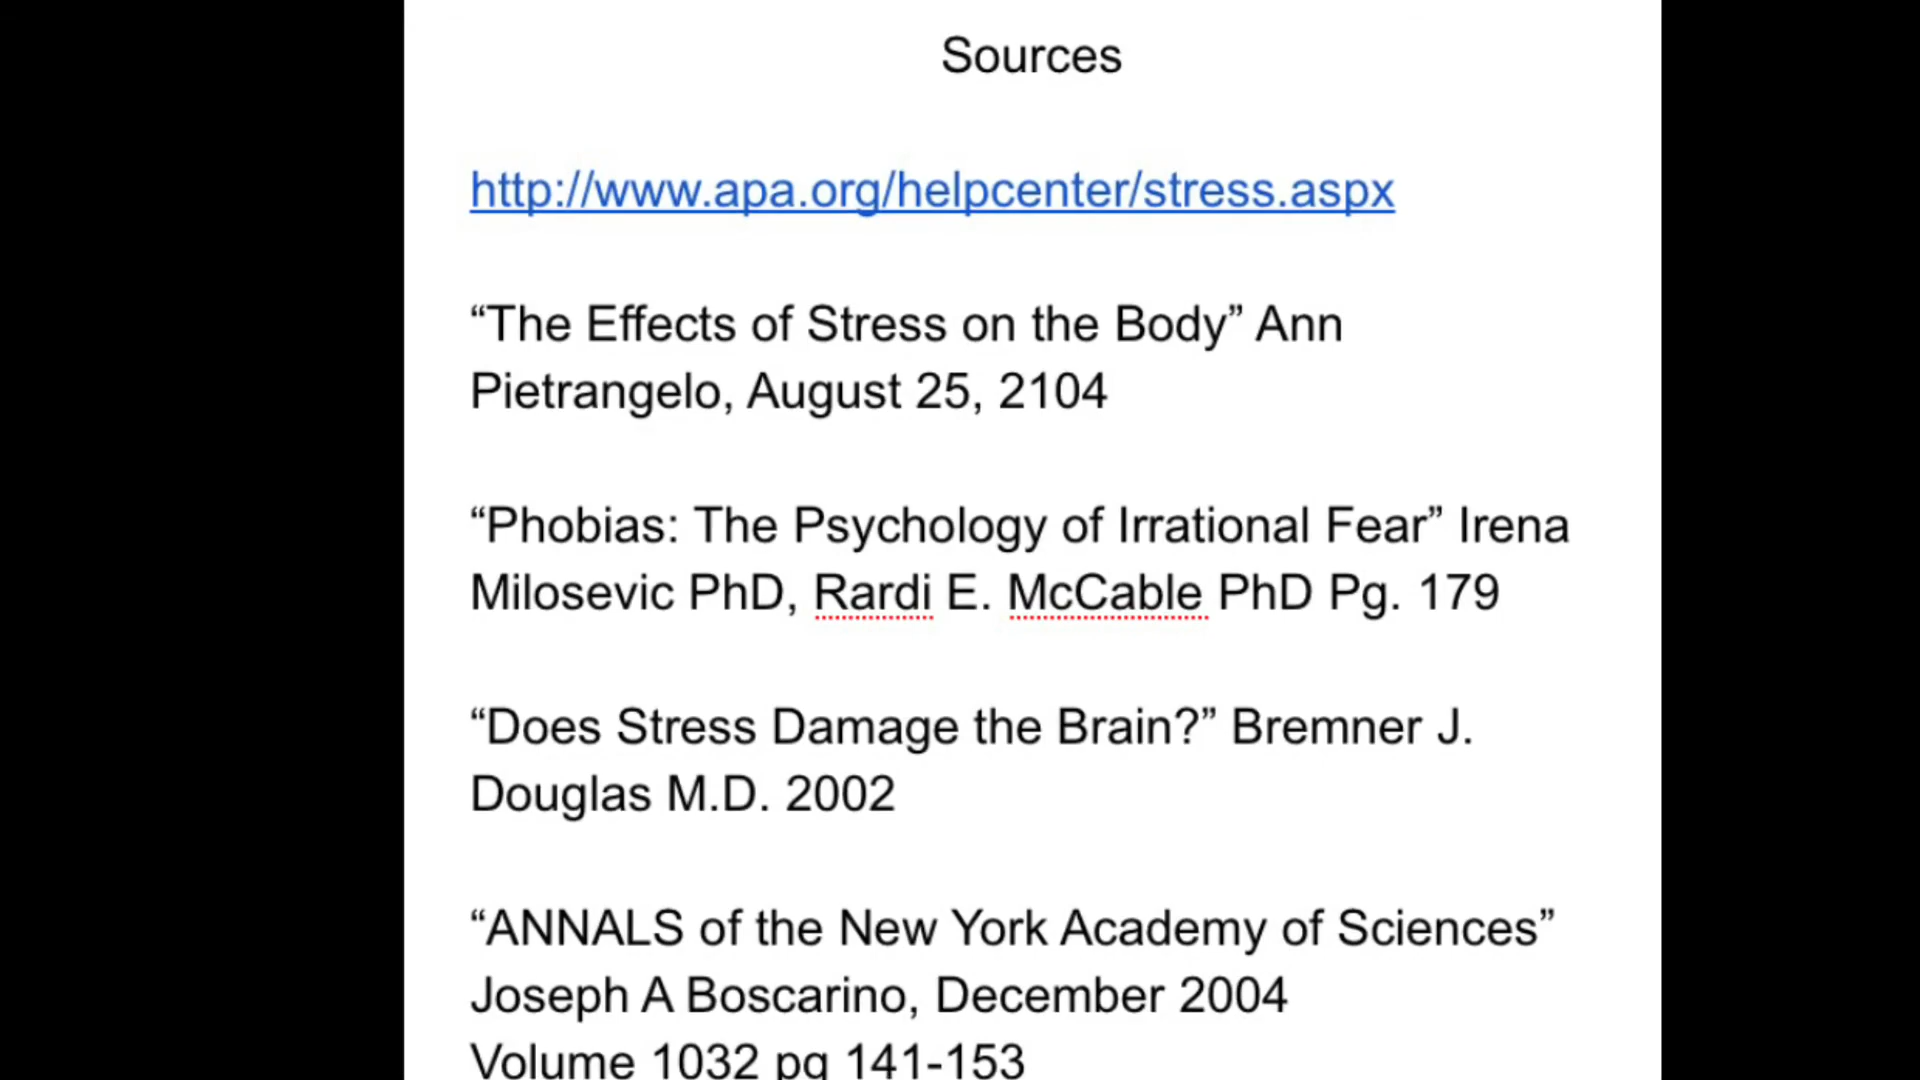 Sources
http://www.apa.org/helpcenter/stress.aspx
“The Effects of Stress on the Body” Ann
Pietrangelo, August 25, 2104
“Phobias: The Psychology of Irrational Fear” Irena
Milosevic PhD, Rardi E. McCable PhD Pg. 179
“Does Stress Damage the Brain?” Bremner J.
Douglas M.D. 2002
“ANNALS of the New York Academy of Sciences”
Joseph A Boscarino, December 2004
Volume 1032 pg 141-153